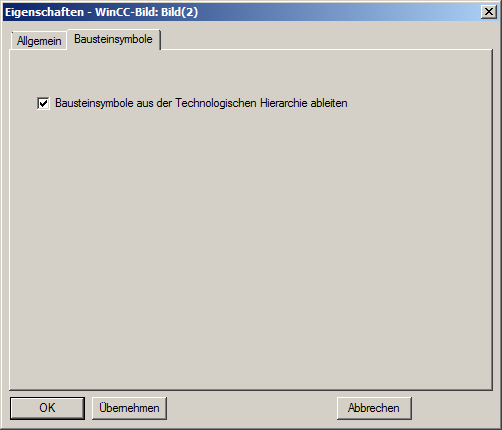 Eigenschaften - WinCC-Bild: Bild(2)
Allgemein
Bausteinsymbole
Bausteinsymbole aus der Technologischen Hierarchie ableiten
OK
Übernehmen
Abbrechen